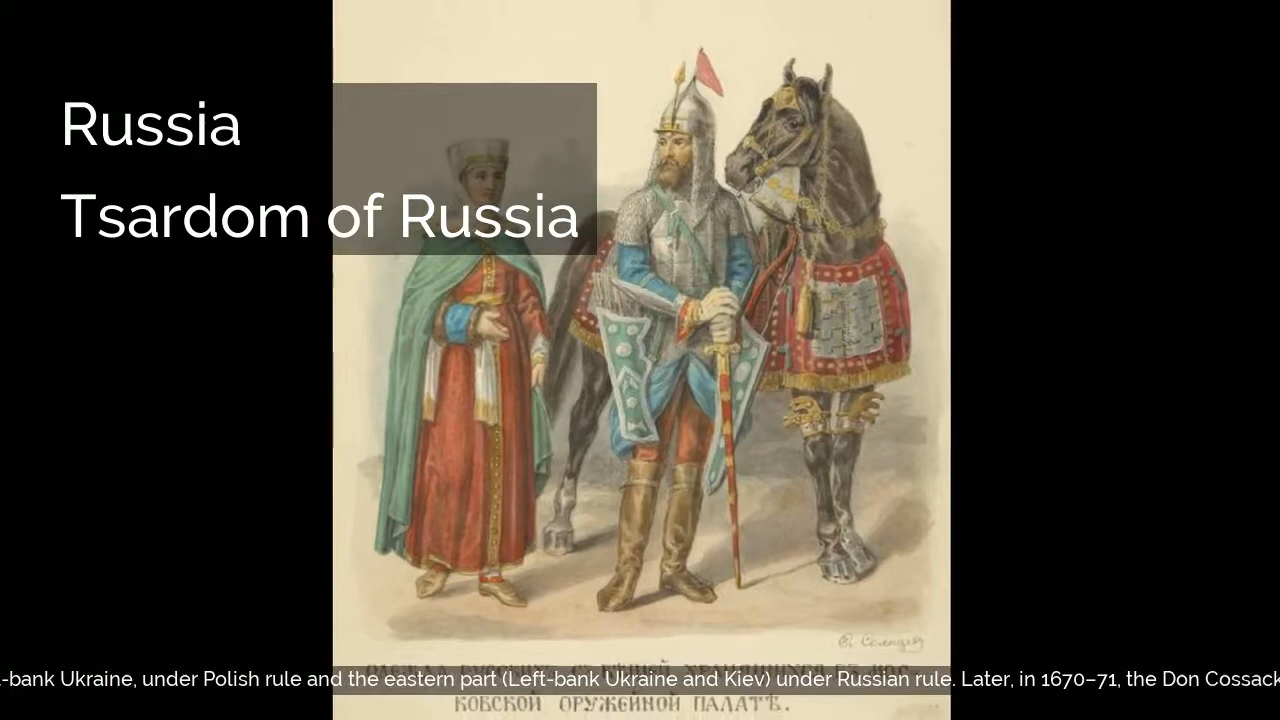 Russia
Tsardom of Russia
-bank Ukraine, under Polish rule and the eastern part (Left-bank Ukraine and Kiev) under Russian rule. Later, in 1670–71, the Don Cossack
КОВСКОЙ ОРУЖЕЙНОЙ ПАЛАТѢ.